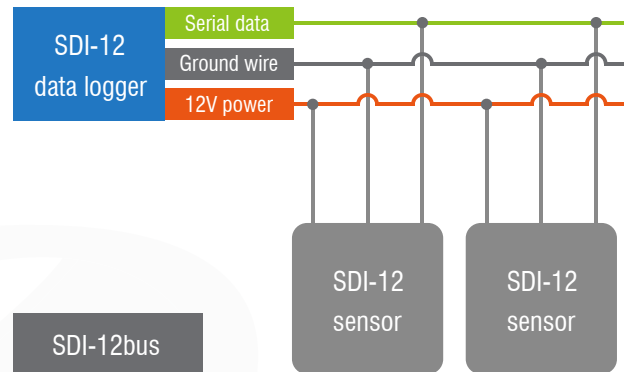 SDI-12
data logger
Serial data
Ground wire
12V power
SDI-12
sensor
SDI-12
sensor
SDI-12bus